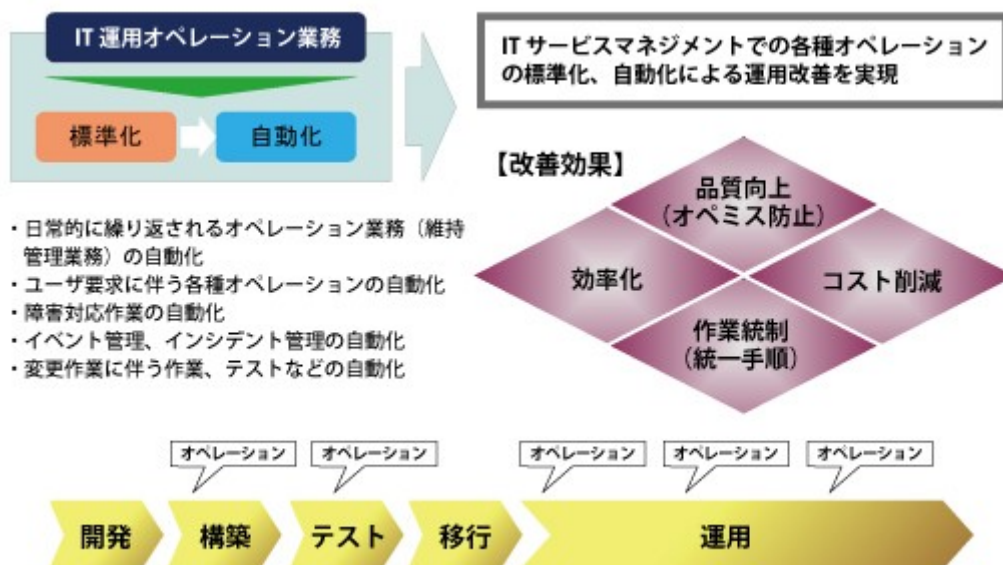 IT 運用オペレーション業務
標準化
自動化
IT サービスマネジメントでの各種オペレーション
の標準化、自動化による運用改善を実現
・日常的に繰り返されるオペレーション業務（維持
管理業務）の自動化
・ユーザ要求に伴う各種オペレーションの自動化
・障害対応作業の自動化
・イベント管理、インシデント管理の自動化
・変更作業に伴う作業、テストなどの自動化
【改善効果】
品質向上
（オペミス防止）
効率化
コスト削減
作業統制
（統一手順）
オペレーション
オペレーション
オペレーション
オペレーション
オペレーション
開発
構築
テスト
移行
運用